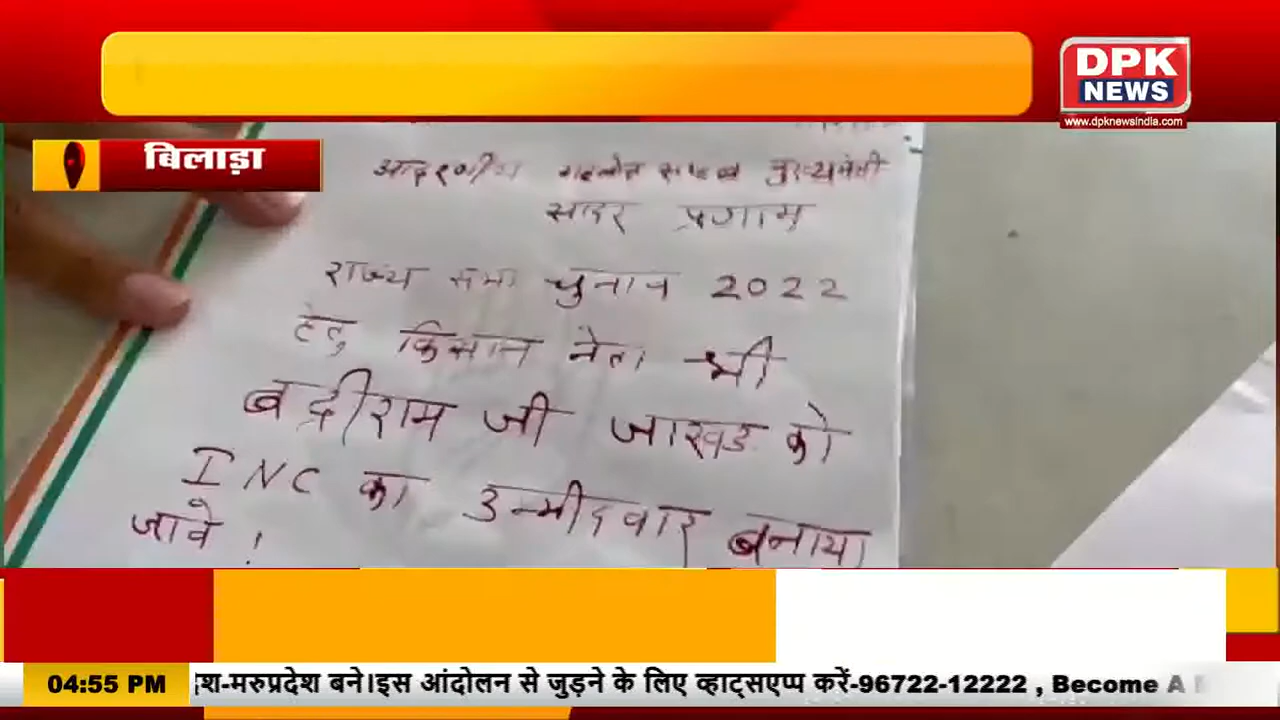 DPK
NEWS
www.dpknewsindia.com
बिलाड़ा
आदरणीय गहलोत साहब मुख्यमंत्री
सादर प्रणाम
राज्य सभा चुनाव 2022
हेतु किसान नेता श्री
बद्रीराम जी जाखड को
INC का उम्मीदवार बनाया
जावे !
04:55 PM
देश-मरुप्रदेश बने।इस आंदोलन से जुड़ने के लिए व्हाट्सएप्प करें-96722-12222 , Become A